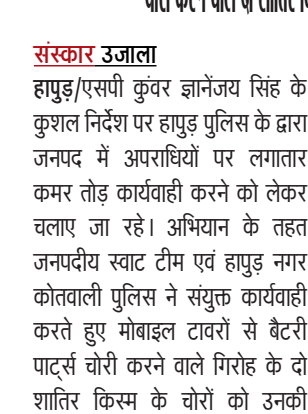 संस्कार उजाला
हापुड़/एसपी कुंवर ज्ञानेंजय सिंह के
कुशल निर्देश पर हापुड़ पुलिस के द्वारा
जनपद में अपराधियों पर लगातार
कमर तोड़ कार्यवाही करने को लेकर
चलाए जा रहे। अभियान के तहत
जनपदीय स्वाट टीम एवं हापुड़ नगर
कोतवाली पुलिस ने संयुक्त कार्यवाही
करते हुए मोबाइल टावरों से बैटरी
पार्ट्स चोरी करने वाले गिरोह के दो
शातिर किस्म के चोरों को उनकी